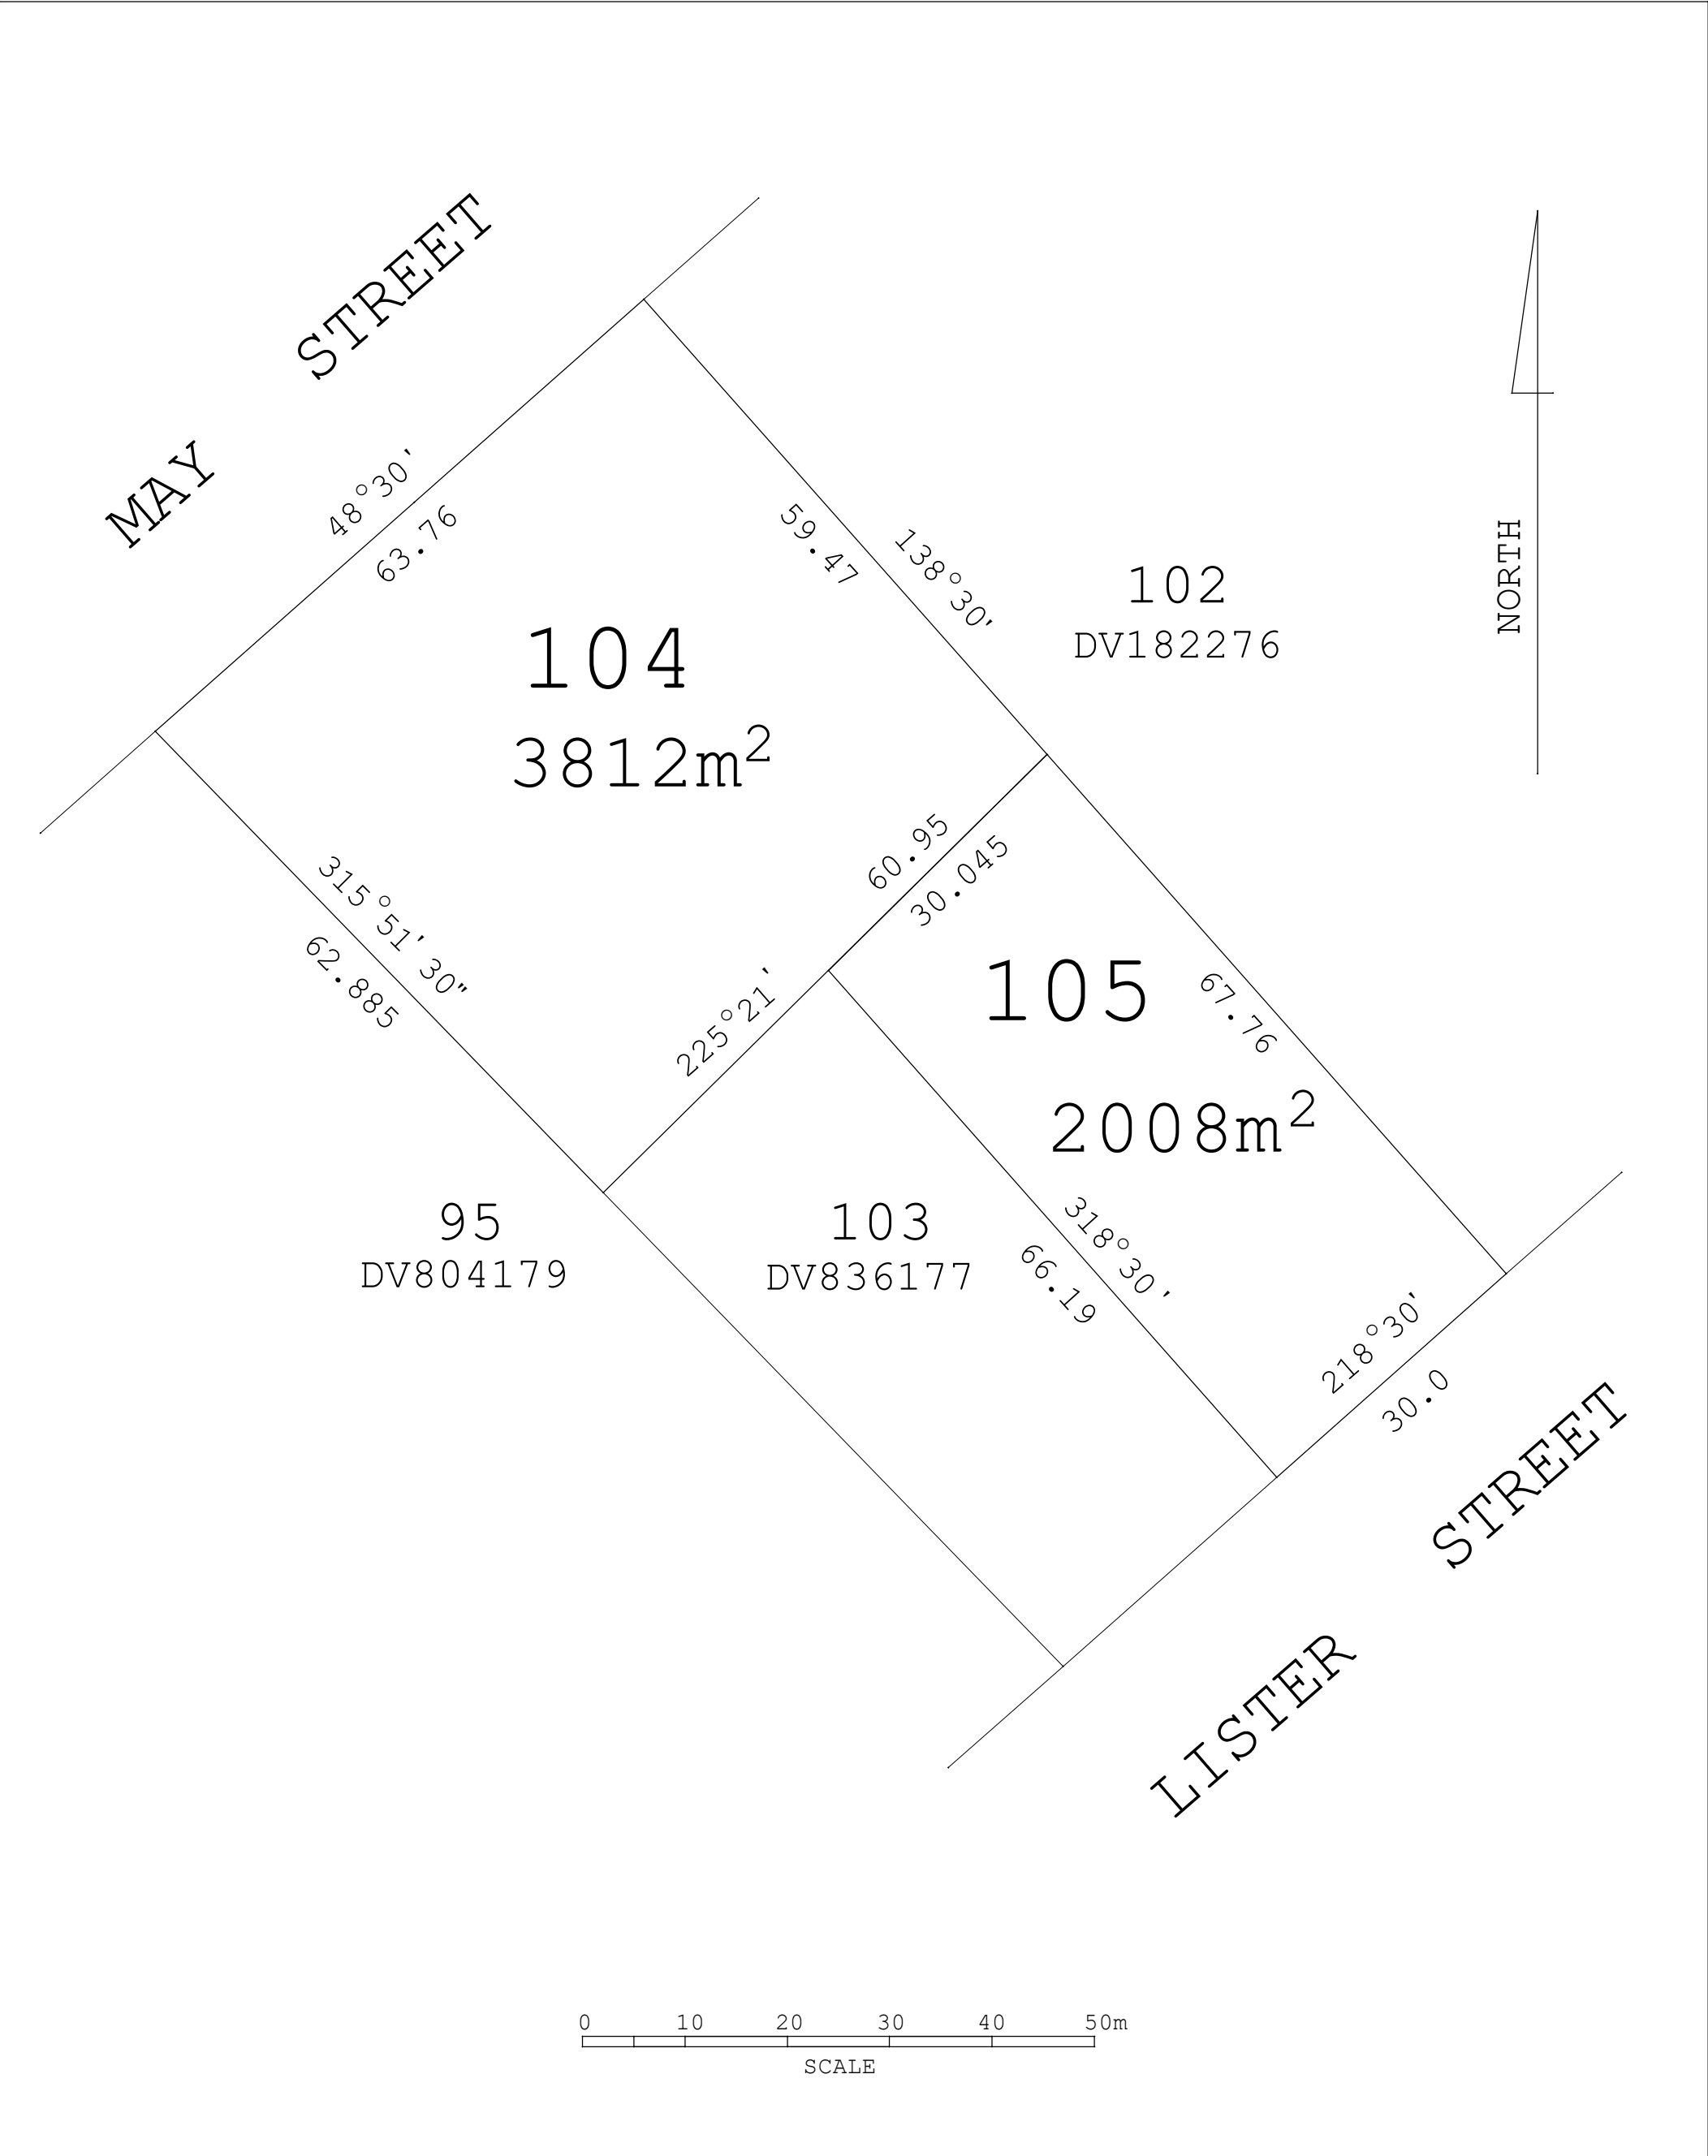 MAY STREET
48°30'
63.76
59.47
138°30'
102
DV182276
NORTH
104
3812m²
60.95
30.045
315°51'30"
62.885
225°21'
105
2008m²
67.76
95
DV804179
103
DV836177
318°30'
66.19
218°30'
30.0
LISTER STREET
0 10 20 30 40 50m
SCALE